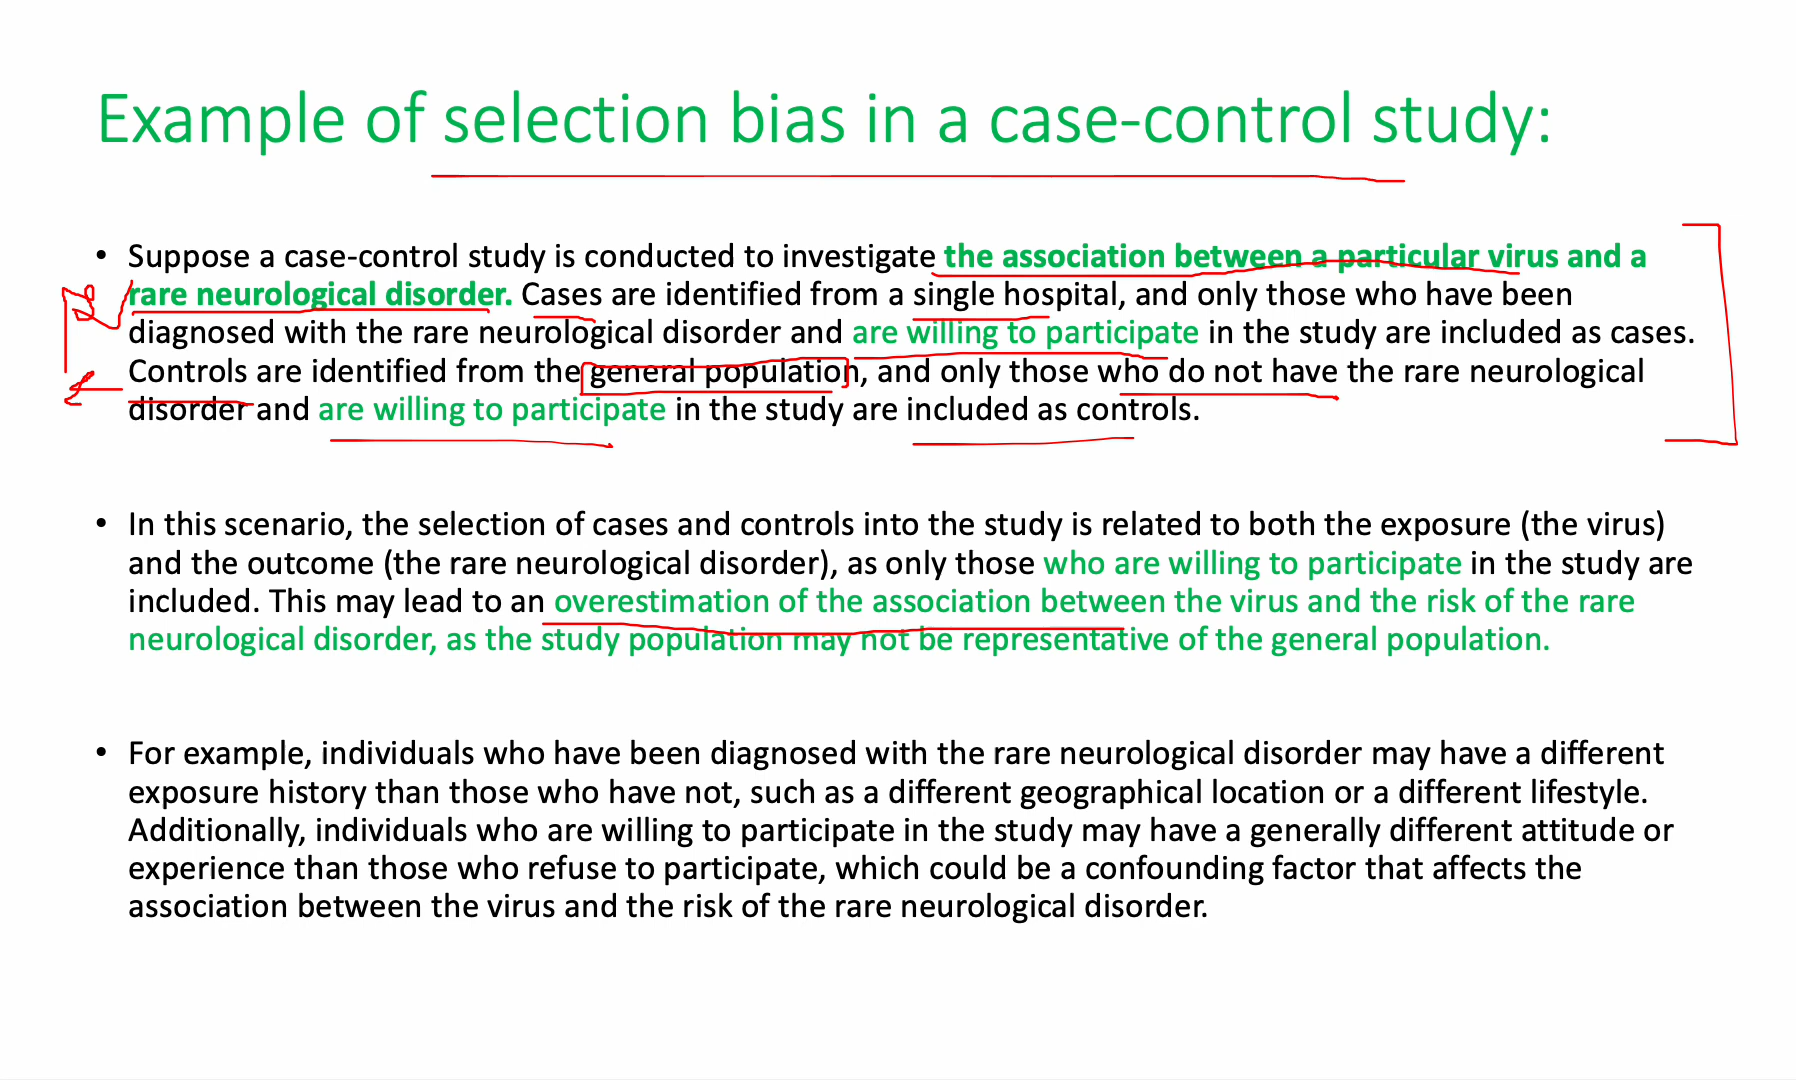 Example of selection bias in a case-control study:
• Suppose a case-control study is conducted to investigate the association between a particular virus and a
rare neurological disorder. Cases are identified from a single hospital, and only those who have been
diagnosed with the rare neurological disorder and are willing to participate in the study are included as cases.
Controls are identified from the general population, and only those who do not have the rare neurological
disorder and are willing to participate in the study are included as controls.
• In this scenario, the selection of cases and controls into the study is related to both the exposure (the virus)
and the outcome (the rare neurological disorder), as only those who are willing to participate in the study are
included. This may lead to an overestimation of the association between the virus and the risk of the rare
neurological disorder, as the study population may not be representative of the general population.
• For example, individuals who have been diagnosed with the rare neurological disorder may have a different
exposure history than those who have not, such as a different geographical location or a different lifestyle.
Additionally, individuals who are willing to participate in the study may have a generally different attitude or
experience than those who refuse to participate, which could be a confounding factor that affects the
association between the virus and the risk of the rare neurological disorder.